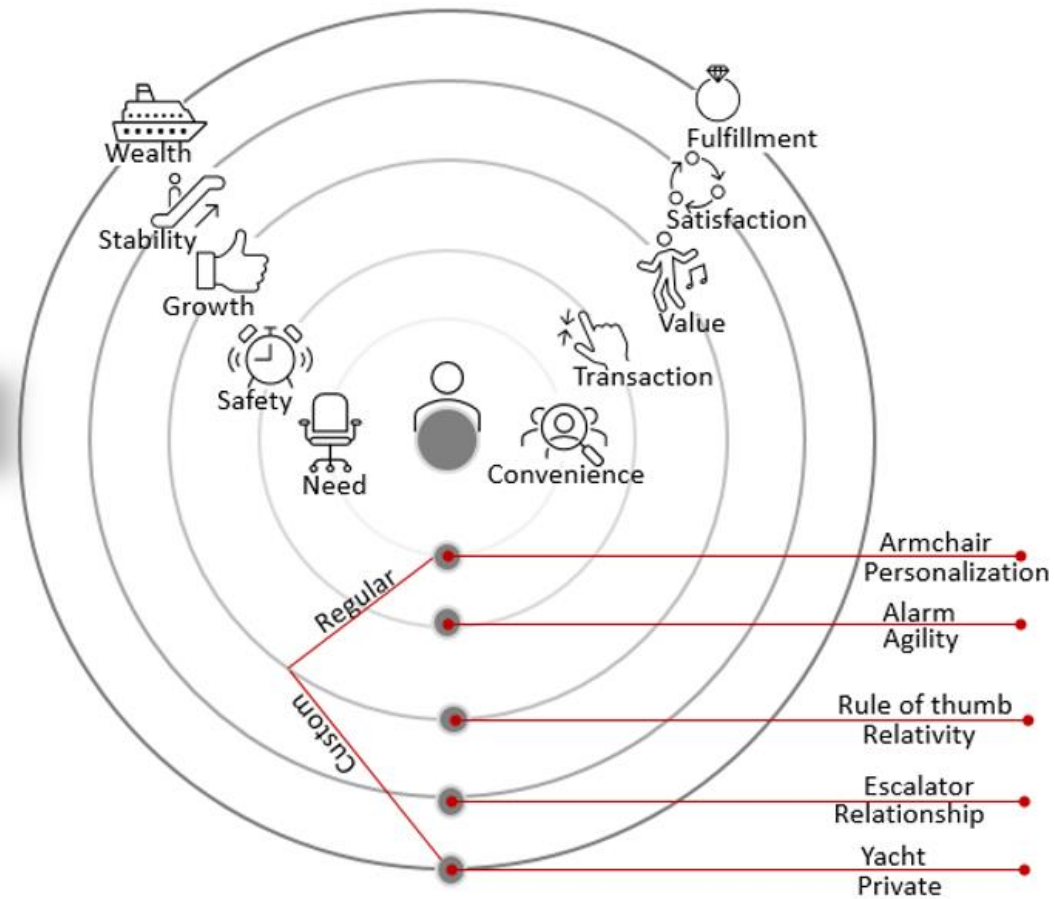 Fulfillment
Wealth
Satisfaction
Stability
Growth
Value
Transaction
Safety
Convenience
Need
Armchair
Personalization
Regular
Alarm
Agility
Custom
Rule of thumb
Relativity
Escalator
Relationship
Yacht
Private